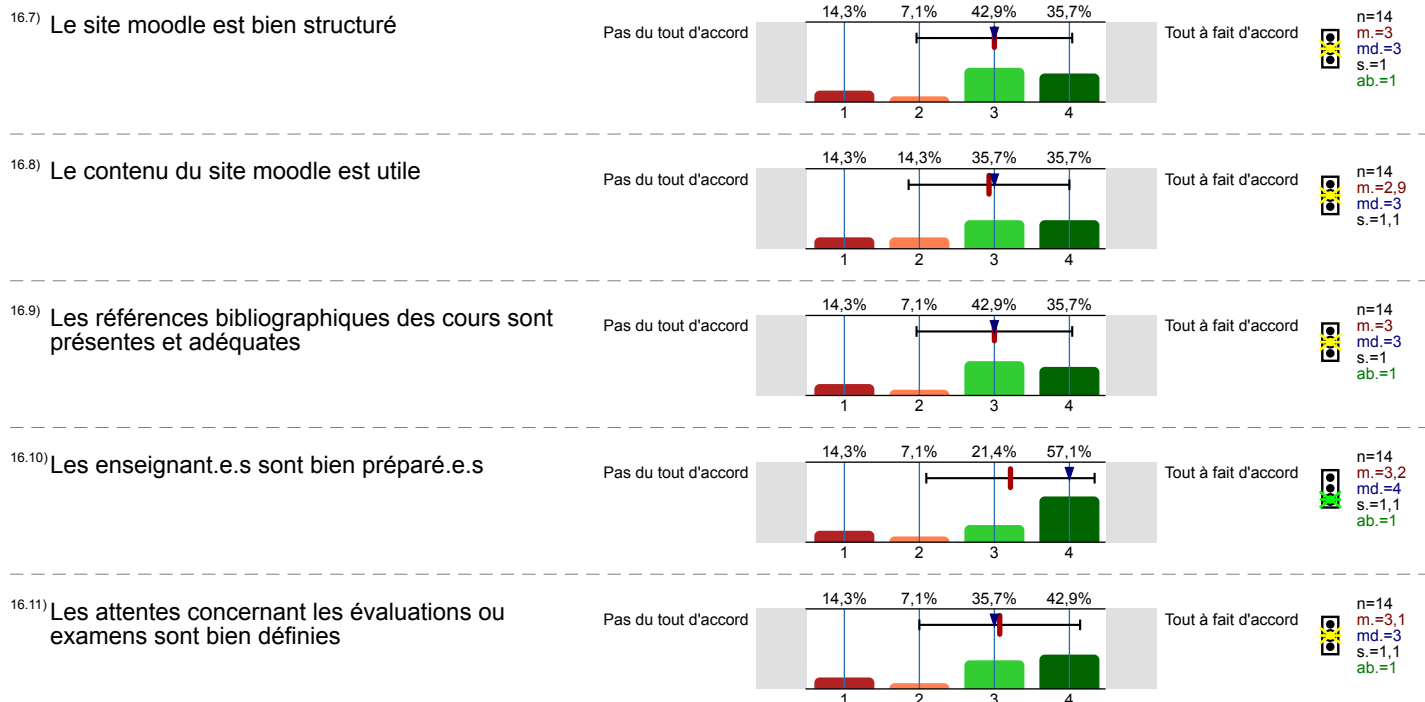 16.7) Le site moodle est bien structuré
14,3% 7,1% 42,9% 35,7%
Pas du tout d'accord Tout à fait d'accord
1 2 3 4
n=14
m.=3
md.=3
s.=1
ab.=1
16.8) Le contenu du site moodle est utile
14,3% 14,3% 35,7% 35,7%
Pas du tout d'accord Tout à fait d'accord
1 2 3 4
n=14
m.=2,9
md.=3
s.=1,1
16.9) Les références bibliographiques des cours sont
présentes et adéquates
14,3% 7,1% 42,9% 35,7%
Pas du tout d'accord Tout à fait d'accord
1 2 3 4
n=14
m.=3
md.=3
s.=1
ab.=1
16.10) Les enseignant.e.s sont bien préparé.e.s
14,3% 7,1% 21,4% 57,1%
Pas du tout d'accord Tout à fait d'accord
1 2 3 4
n=14
m.=3,2
md.=4
s.=1,1
ab.=1
16.11) Les attentes concernant les évaluations ou
examens sont bien définies
14,3% 7,1% 35,7% 42,9%
Pas du tout d'accord Tout à fait d'accord
1 2 3 4
n=14
m.=3,1
md.=3
s.=1,1
ab.=1